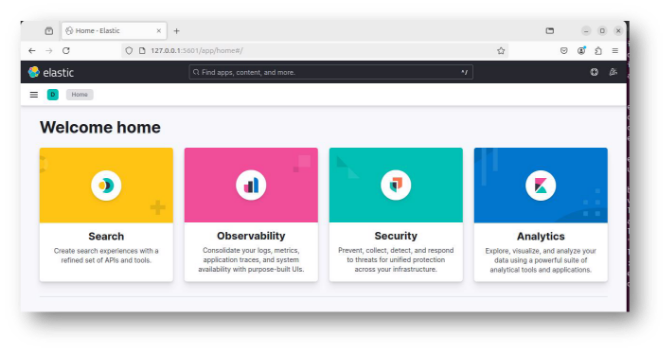 Home - Elastic
127.0.0.1:5601/app/home#/
elastic
Find apps, content, and more.
^/
D
Home
Welcome home
Search
Create search experiences with a
refined set of APIs and tools.
Observability
Consolidate your logs, metrics,
application traces, and system
availability with purpose-built UIs.
Security
Prevent, collect, detect, and respond
to threats for unified protection
across your infrastructure.
Analytics
Explore, visualize, and analyze your
data using a powerful suite of
analytical tools and applications.